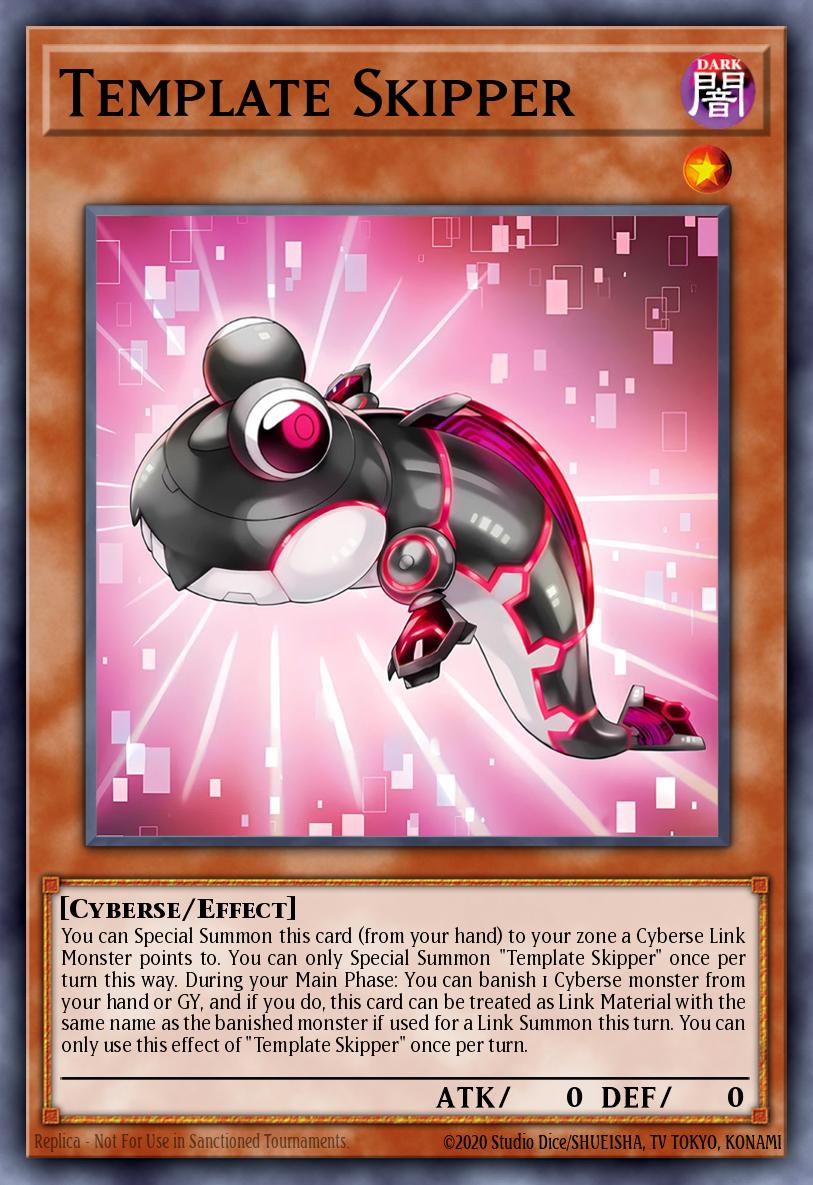 Template Skipper
DARK
闇
[Cyberse/Effect]
You can Special Summon this card (from your hand) to your zone a Cyberse Link
Monster points to. You can only Special Summon "Template Skipper" once per
turn this way. During your Main Phase: You can banish 1 Cyberse monster from
your hand or GY, and if you do, this card can be treated as Link Material with the
same name as the banished monster if used for a Link Summon this turn. You can
only use this effect of "Template Skipper" once per turn.
ATK/ 0 DEF/ 0
Replica - Not For Use in Sanctioned Tournaments.
©2020 Studio Dice/SHUEISHA, TV TOKYO, KONAMI